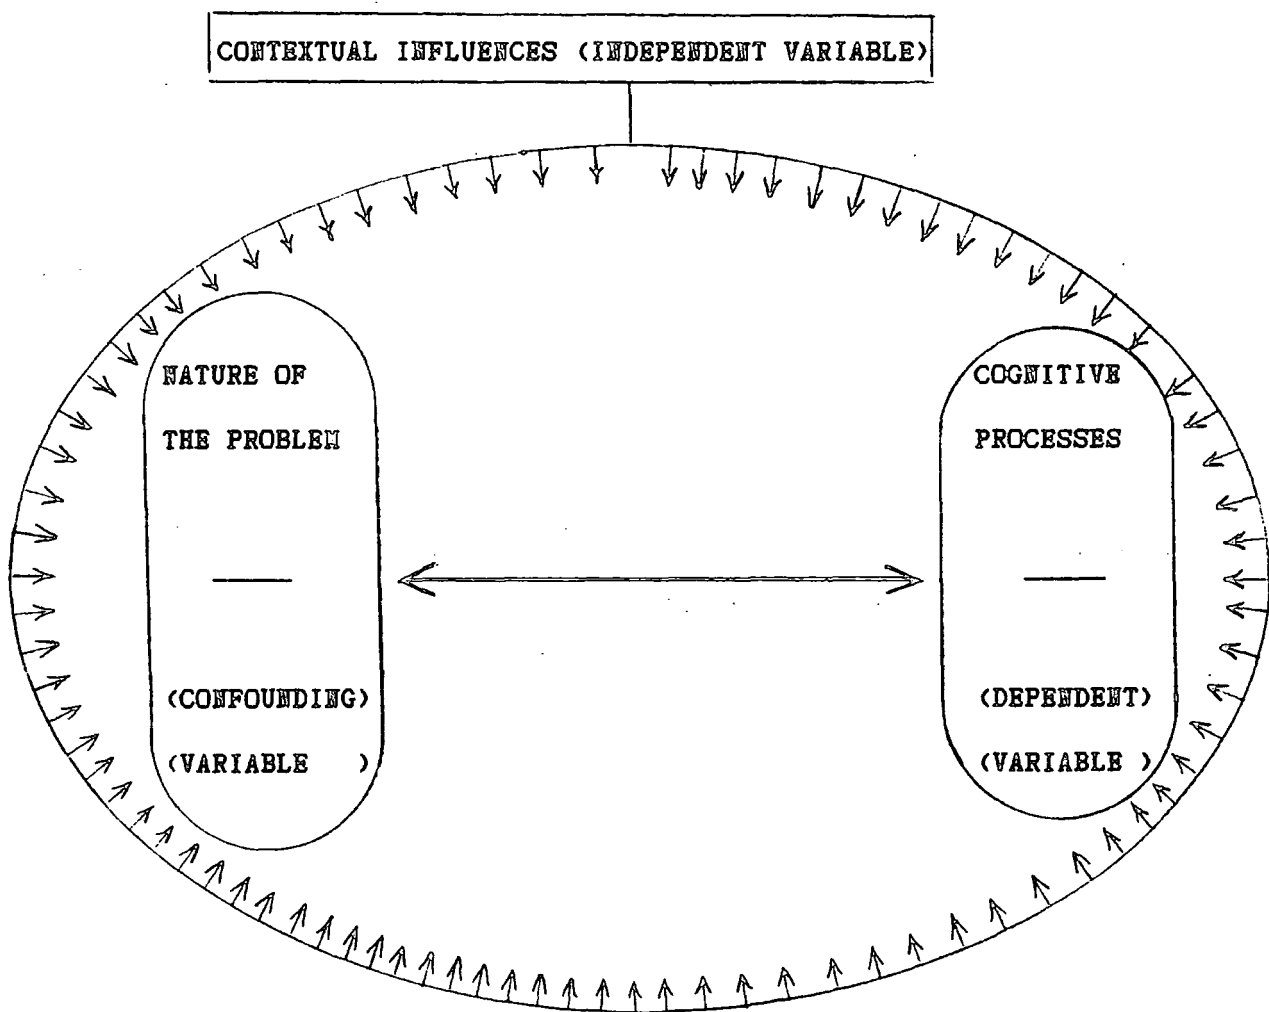 CONTEXTUAL INFLUENCES (INDEPENDENT VARIABLE)
NATURE OF
THE PROBLEM
(CONFOUNDING)
(VARIABLE )
COGNITIVE
PROCESSES
(DEPENDENT)
(VARIABLE )